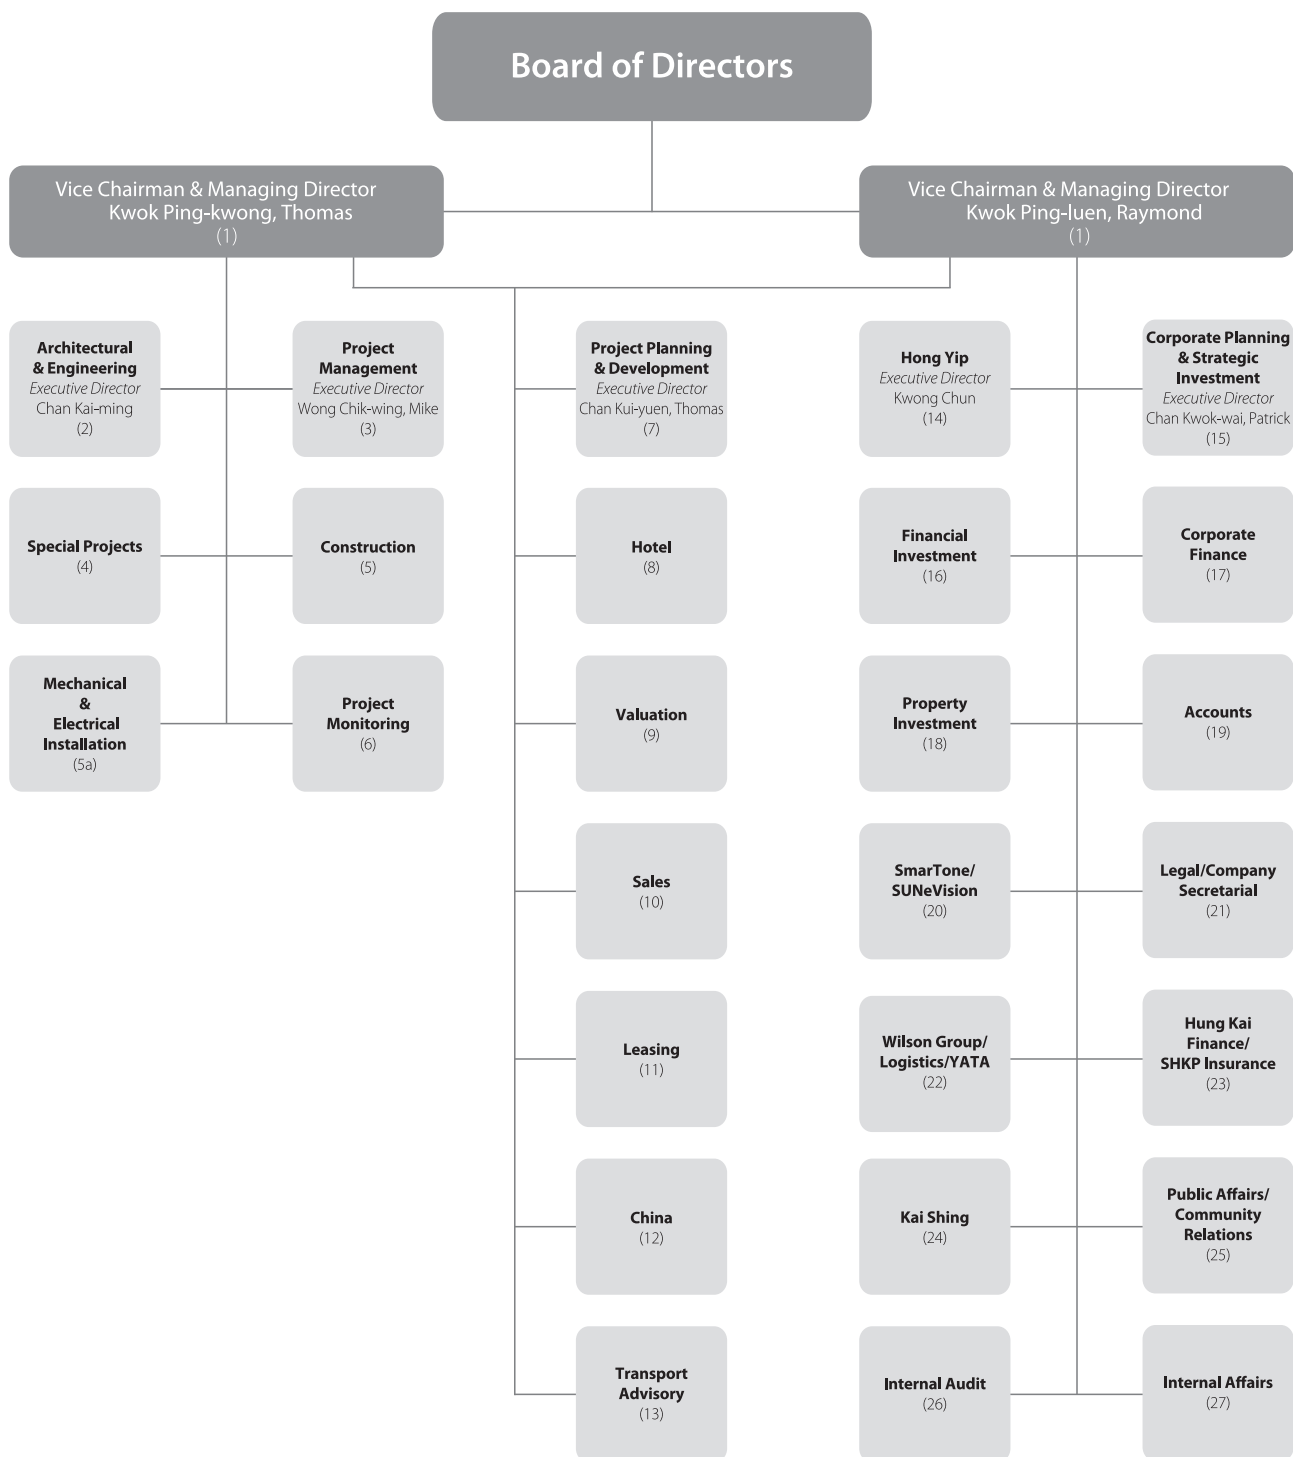 Board of Directors
Vice Chairman & Managing Director
Kwok Ping-kwong, Thomas
(1)
Vice Chairman & Managing Director
Kwok Ping-luen, Raymond
(1)
Architectural
& Engineering
Executive Director
Chan Kai-ming
(2)
Project
Management
Executive Director
Wong Chik-wing, Mike
(3)
Project Planning
& Development
Executive Director
Chan Kui-yuen, Thomas
(7)
Hong Yip
Executive Director
Kwong Chun
(14)
Corporate Planning
& Strategic
Investment
Executive Director
Chan Kwok-wai, Patrick
(15)
Special Projects
(4)
Construction
(5)
Hotel
(8)
Financial
Investment
(16)
Corporate
Finance
(17)
Mechanical
&
Electrical
Installation
(5a)
Project
Monitoring
(6)
Valuation
(9)
Property
Investment
(18)
Accounts
(19)
Sales
(10)
SmarTone/
SUNeVision
(20)
Legal/Company
Secretarial
(21)
Leasing
(11)
Wilson Group/
Logistics/YATA
(22)
Hung Kai
Finance/
SHKP Insurance
(23)
China
(12)
Kai Shing
(24)
Public Affairs/
Community
Relations
(25)
Transport
Advisory
(13)
Internal Audit
(26)
Internal Affairs
(27)